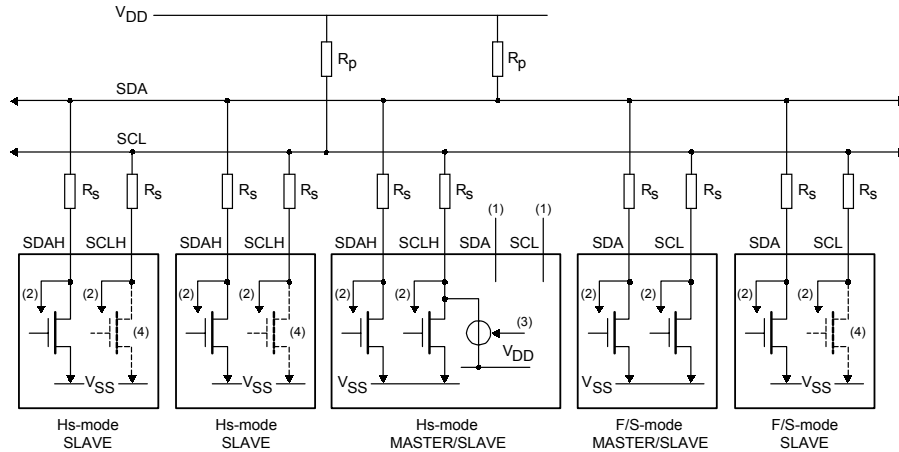 VDD
Rp Rp
SDA
SCL
Rs Rs Rs Rs Rs Rs Rs Rs Rs Rs
(1) (1)
SDAH SCLH SDAH SCLH SDAH SCLH SDA SCL SDA SCL SDA SCL
(2) (2) (2) (2) (2) (2) (2) (2) (2) (2)
(4) (4) (3) (4)
VDD
VSS VSS VSS VSS VSS
Hs-mode Hs-mode Hs-mode F/S-mode F/S-mode
SLAVE SLAVE MASTER/SLAVE MASTER/SLAVE SLAVE